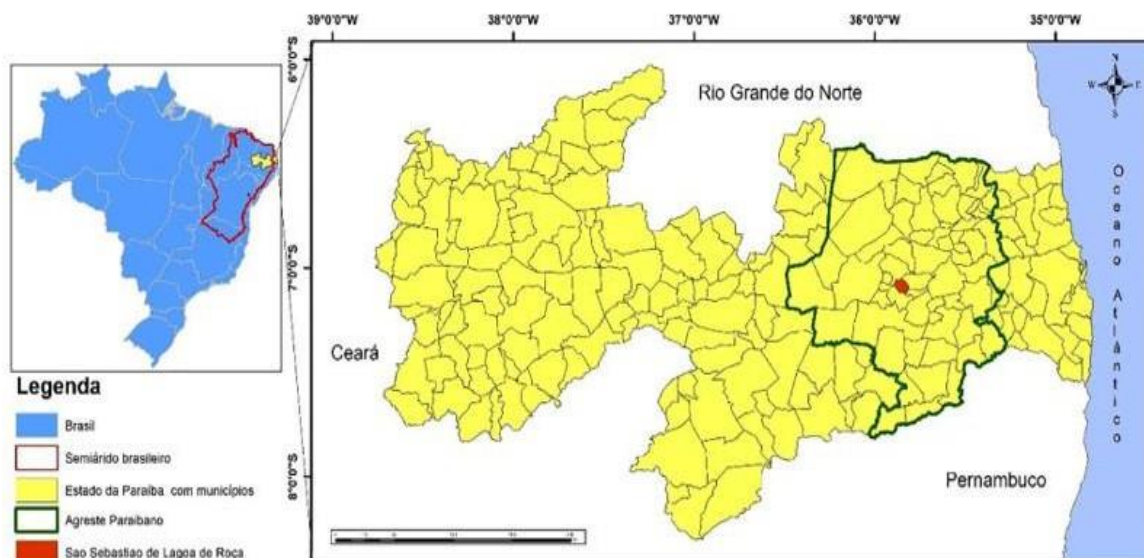 39°0'0"W
38°0'0"W
37°0'0"W
36°0'0"W
35°0'0"W
6°0'0"S
7°0'0"S
8°0'0"S
Rio Grande do Norte
N
W
E
S
Oceano Atlântico
Ceará
Pernambuco
Legenda
Brasil
Semiárido brasileiro
Estado da Paraíba com municípios
Agreste Paraibano
Sao Sebastiao de Lagoa de Roca